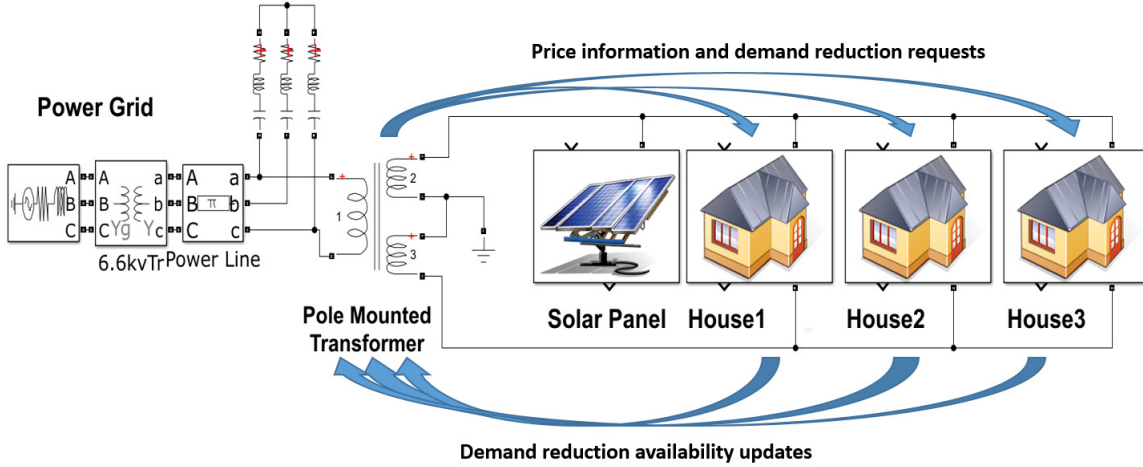 Price information and demand reduction requests
Power Grid
A A a A a
B B b B π b
C C Yg Y c C c
6.6kvTr Power Line
1
2
3
Pole Mounted
Transformer
Solar Panel
House1
House2
House3
Demand reduction availability updates